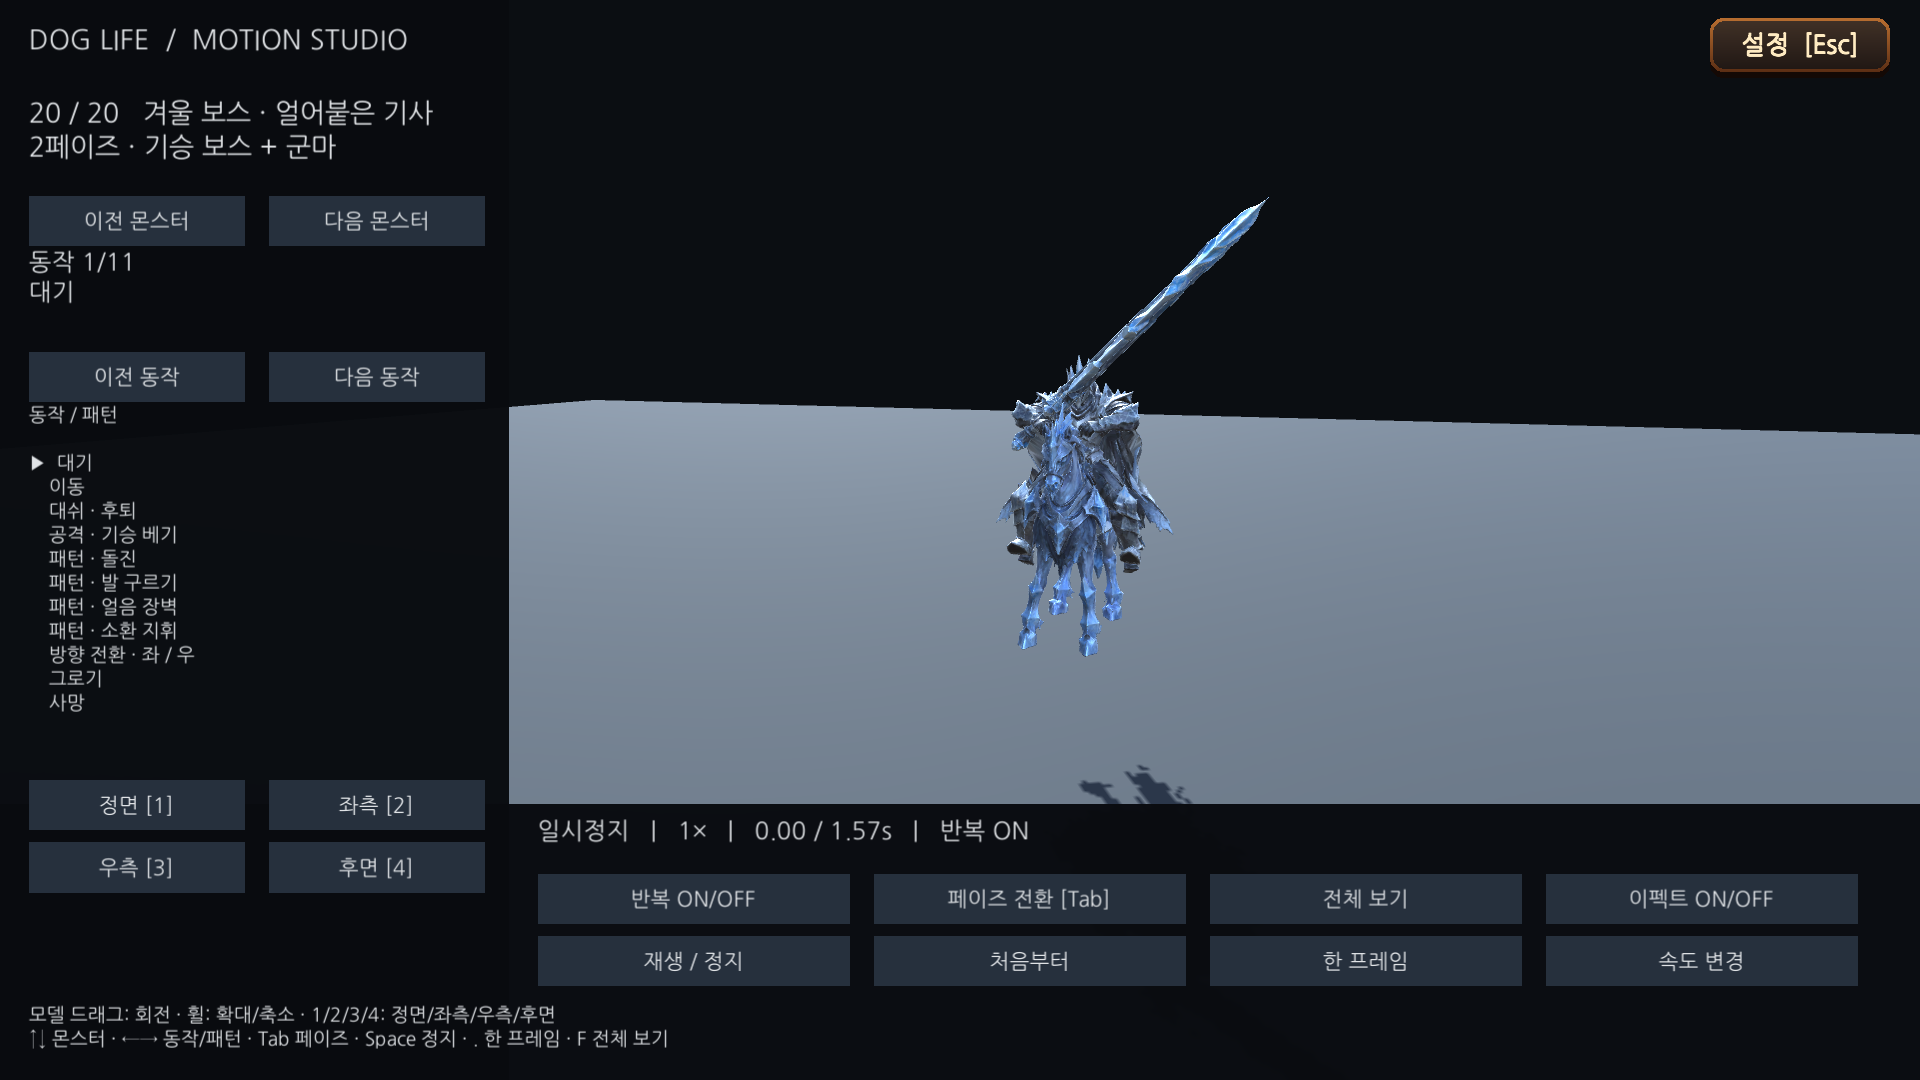 DOG LIFE / MOTION STUDIO
설정 [Esc]
20 / 20 겨울 보스 · 얼어붙은 기사
2페이즈 · 기승 보스 + 군마
이전 몬스터
다음 몬스터
동작 1/11
대기
이전 동작
다음 동작
동작 / 패턴
▶ 대기
이동
대쉬 · 후퇴
공격 · 기승 베기
패턴 · 돌진
패턴 · 발 구르기
패턴 · 얼음 장벽
패턴 · 소환 지휘
방향 전환 · 좌 / 우
그로기
사망
정면 [1]
좌측 [2]
우측 [3]
후면 [4]
일시정지 | 1× | 0.00 / 1.57s | 반복 ON
반복 ON/OFF
페이즈 전환 [Tab]
전체 보기
이펙트 ON/OFF
재생 / 정지
처음부터
한 프레임
속도 변경
모델 드래그: 회전 · 휠: 확대/축소 · 1/2/3/4: 정면/좌측/우측/후면
↑↓ 몬스터 · ←→ 동작/패턴 · Tab 페이즈 · Space 정지 · . 한 프레임 · F 전체 보기